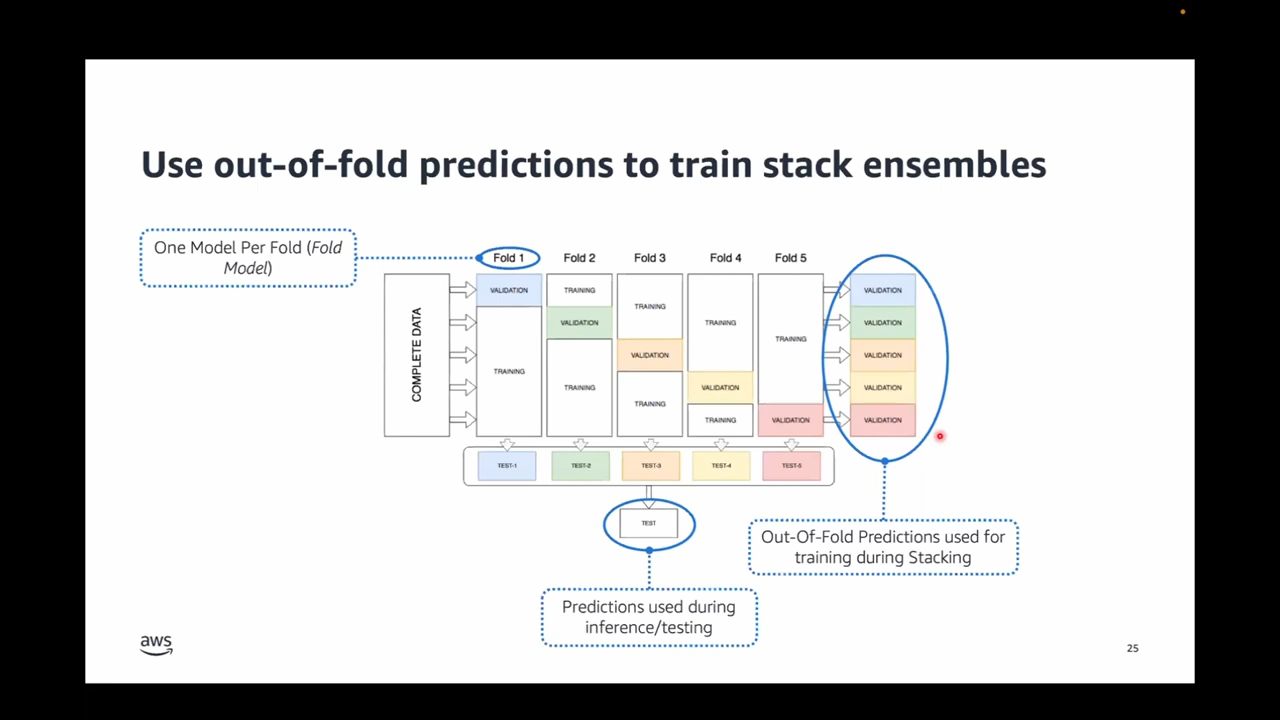 Use out-of-fold predictions to train stack ensembles
One Model Per Fold (Fold
Model)
Fold 1
Fold 2
Fold 3
Fold 4
Fold 5
COMPLETE DATA
VALIDATION
TRAINING
TRAINING
VALIDATION
TRAINING
TRAINING
VALIDATION
TRAINING
TRAINING
VALIDATION
TRAINING
TRAINING
VALIDATION
VALIDATION
VALIDATION
VALIDATION
VALIDATION
VALIDATION
TEST-1
TEST-2
TEST-3
TEST-4
TEST-5
TEST
Out-Of-Fold Predictions used for
training during Stacking
Predictions used during
inference/testing
aws
25